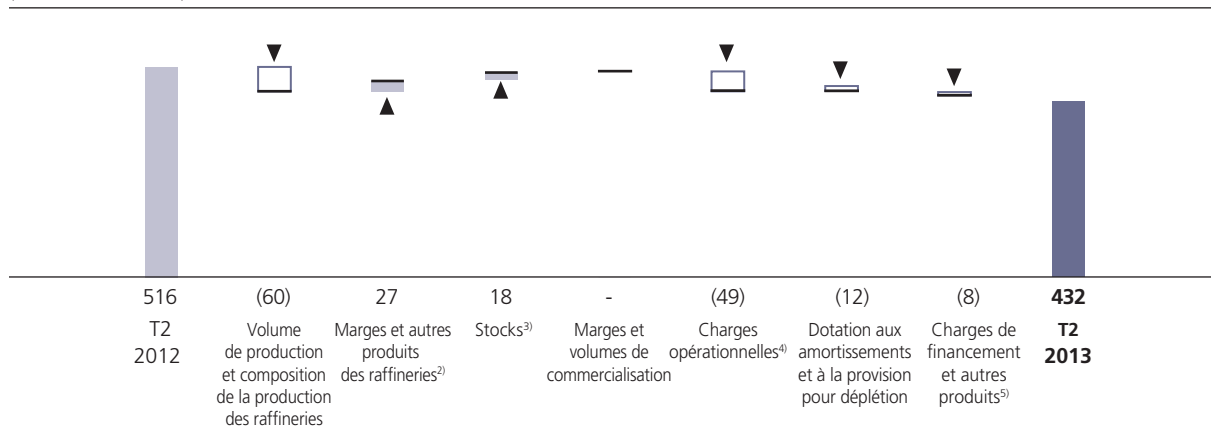 516 (60) 27 18 - (49) (12) (8) 432
T2
2012
Volume
de production
et composition
de la production
des raffineries
Marges et autres
produits
des raffineries2)
Stocks3)
Marges et
volumes de
commercialisation
Charges
opérationnelles4)
Dotation aux
amortissements
et à la provision
pour déplétion
Charges de
financement
et autres
produits5)
T2
2013